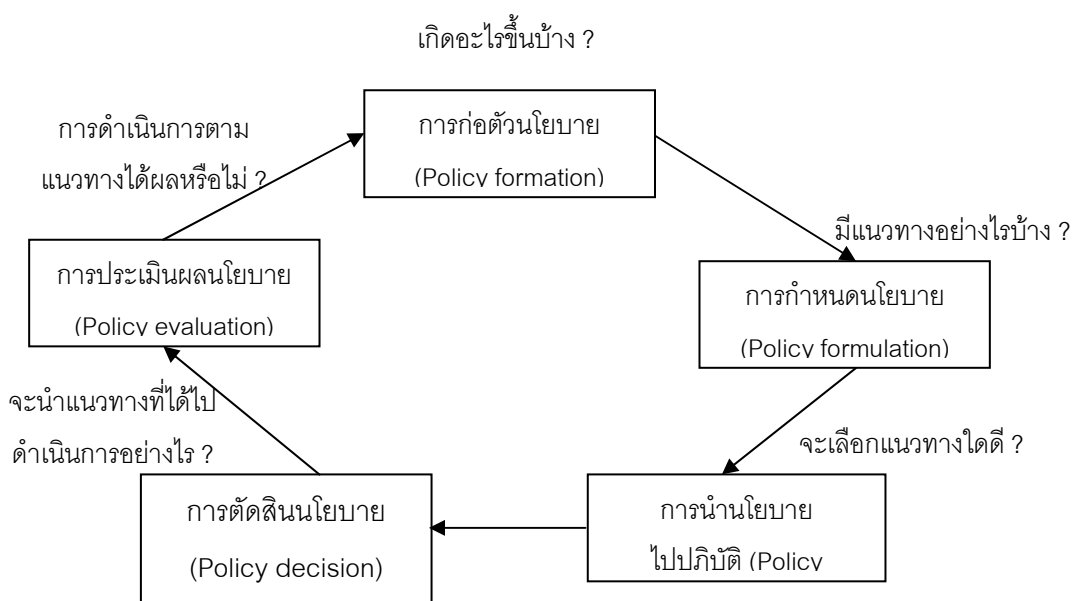 เกิดอะไรขึ้นบ้าง ?
การก่อตัวนโยบาย
(Policy formation)
การดำเนินการตาม
แนวทางได้ผลหรือไม่ ?
มีแนวทางอย่างไรบ้าง ?
การประเมินผลนโยบาย
(Policy evaluation)
การกำหนดนโยบาย
(Policy formulation)
จะนำแนวทางที่ได้ไป
ดำเนินการอย่างไร ?
จะเลือกแนวทางใดดี ?
การตัดสินนโยบาย
(Policy decision)
การนำนโยบาย
ไปปฏิบัติ (Policy